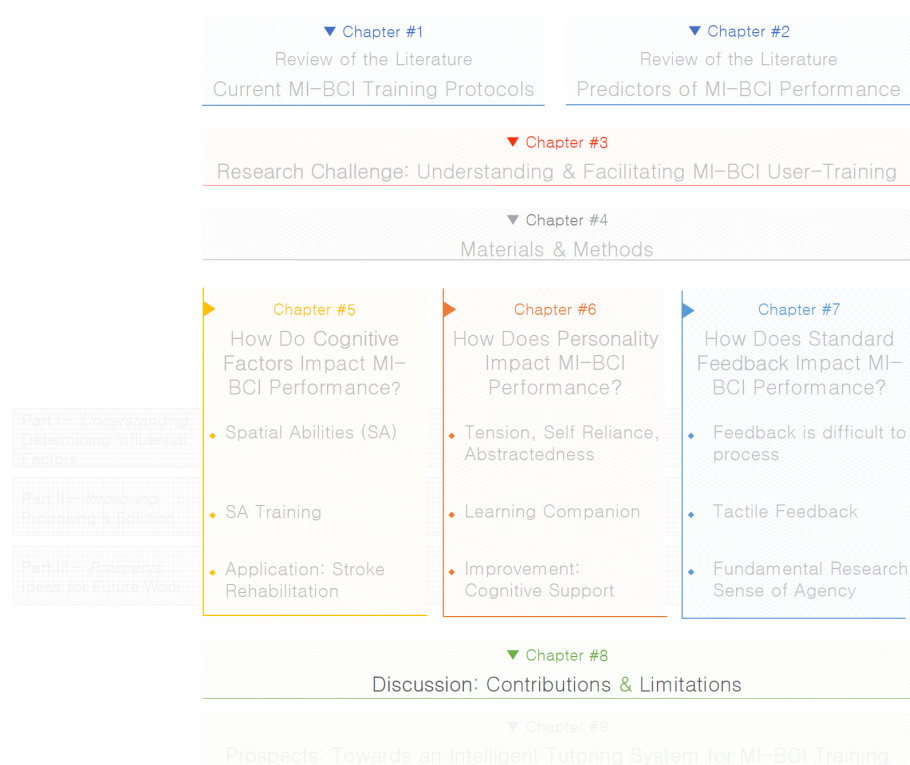 ▼ Chapter #1
Review of the Literature
Current MI-BCI Training Protocols
▼ Chapter #2
Review of the Literature
Predictors of MI-BCI Performance
▼ Chapter #3
Research Challenge: Understanding & Facilitating MI-BCI User-Training
▼ Chapter #4
Materials & Methods
Chapter #5
How Do Cognitive
Factors Impact MI-
BCI Performance?
Chapter #6
How Does Personality
Impact MI-BCI
Performance?
Chapter #7
How Does Standard
Feedback Impact MI-
BCI Performance?
Part I - Understanding
Determining Influential
Factors
Spatial Abilities (SA)
Tension, Self Reliance,
Abstractedness
Feedback is difficult to
process
Part II - Improving
Proposing a Solution
SA Training
Learning Companion
Tactile Feedback
Part III - Prospects
Ideas for Future Work
Application: Stroke
Rehabilitation
Improvement:
Cognitive Support
Fundamental Research
Sense of Agency
▼ Chapter #8
Discussion: Contributions & Limitations
▼ Chapter #9
Prospects: Towards an Intelligent Tutoring System for MI-BCI Training